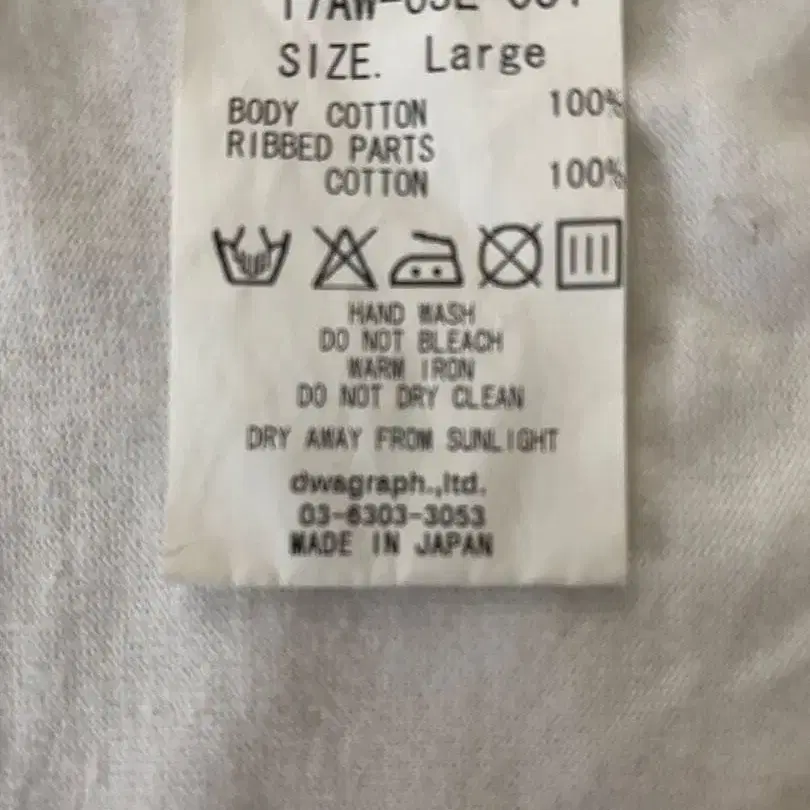 SIZE. Large
BODY COTTON 100%
RIBBED PARTS
COTTON 100%
HAND WASH
DO NOT BLEACH
WARM IRON
DO NOT DRY CLEAN
DRY AWAY FROM SUNLIGHT
dwagraph.,ltd.
03-6303-3053
MADE IN JAPAN